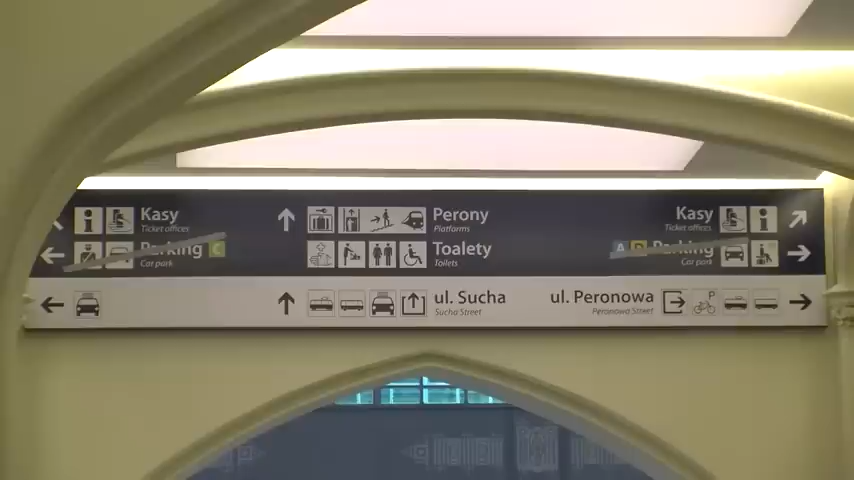 Kasy
Ticket offices
Parking C
Car park
Perony
Platforms
Toalety
Toilets
Kasy
Ticket offices
A D Parking
Car park
ul. Sucha
Sucha Street
ul. Peronowa
Peronowa Street
P